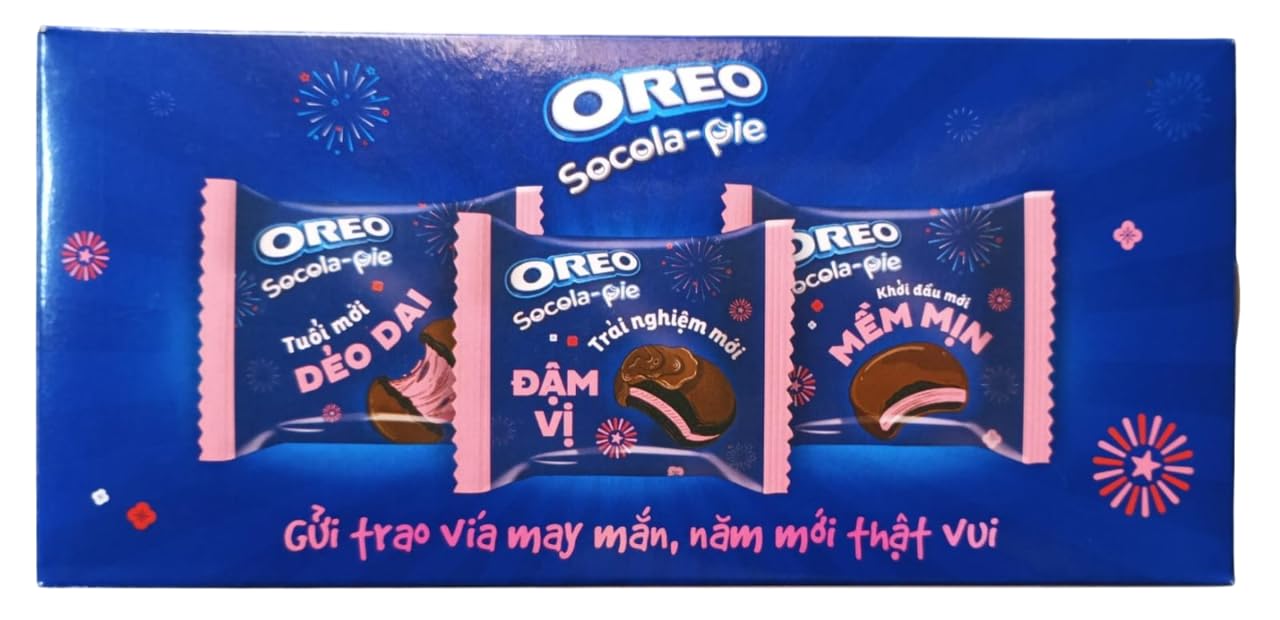 OREO
Socola-Pie
OREO
Socola-Pie
Tuổi mới
DẺO DAI
OREO
Socola-Pie
Trải nghiệm mới
ĐẬM
VỊ
OREO
Socola-Pie
Khởi đầu mới
MỀM MỊN
Gửi trao vía may mắn, năm mới thật vui